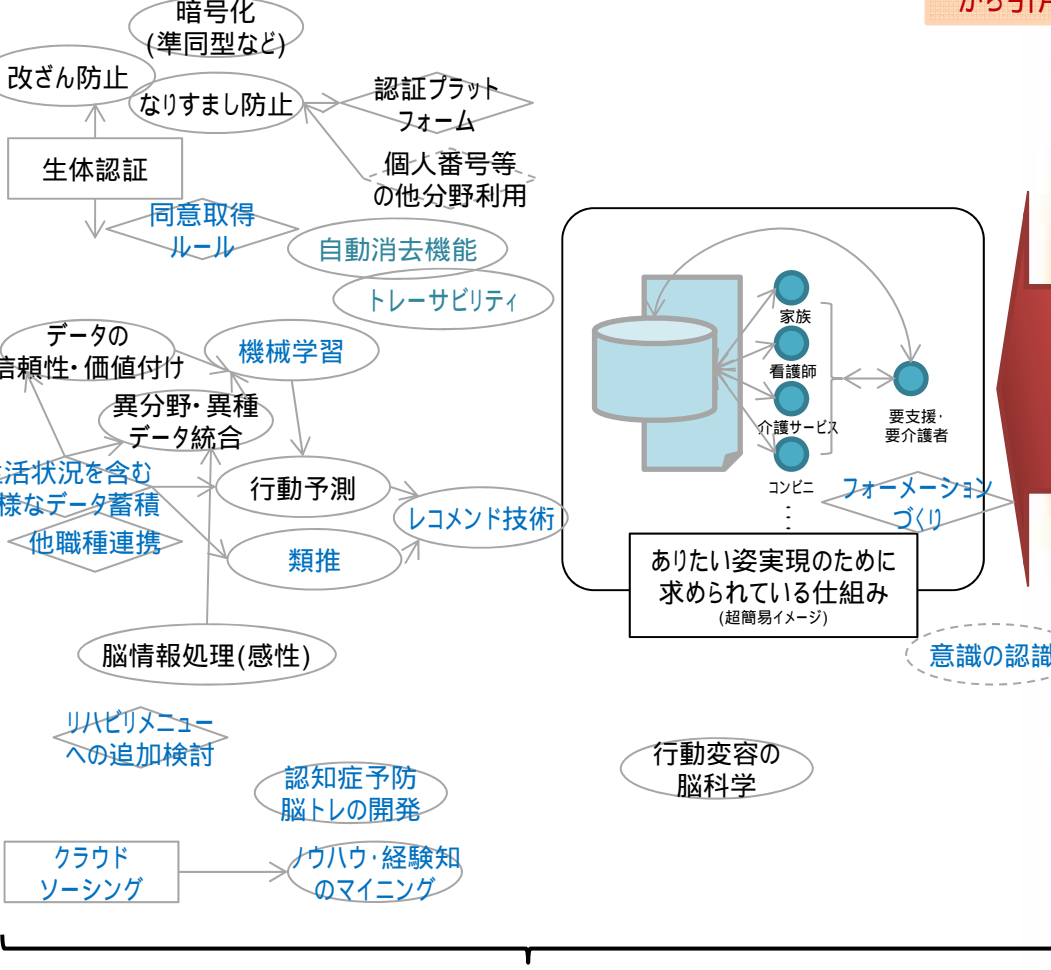 から引用
暗号化
(準同型など)
改ざん防止
なりすまし防止
認証プラット
フォーム
生体認証
個人番号等
の他分野利用
同意取得
ルール
自動消去機能
トレーサビリティ
データの
信頼性・価値付け
機械学習
異分野・異種
データ統合
生活状況を含む
様なデータ蓄積
他職種連携
行動予測
類推
レコメンド技術
家族
看護師
介護サービス
コンビニ
要支援・
要介護者
フォーメーション
づくり
ありたい姿実現のために
求められている仕組み
(超簡易イメージ)
脳情報処理(感性)
意識の認識
リハビリメニュー
への追加検討
認知症予防
脳トレの開発
行動変容の
脳科学
クラウド
ソーシング
ノウハウ・経験知
のマイニング